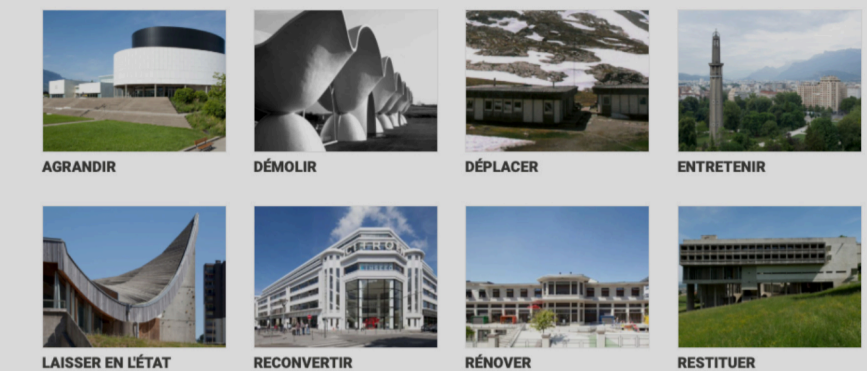 AGRANDIR
DÉMOLIR
DÉPLACER
ENTRETENIR
LAISSER EN L'ÉTAT
RECONVERTIR
RÉNOVER
RESTITUER